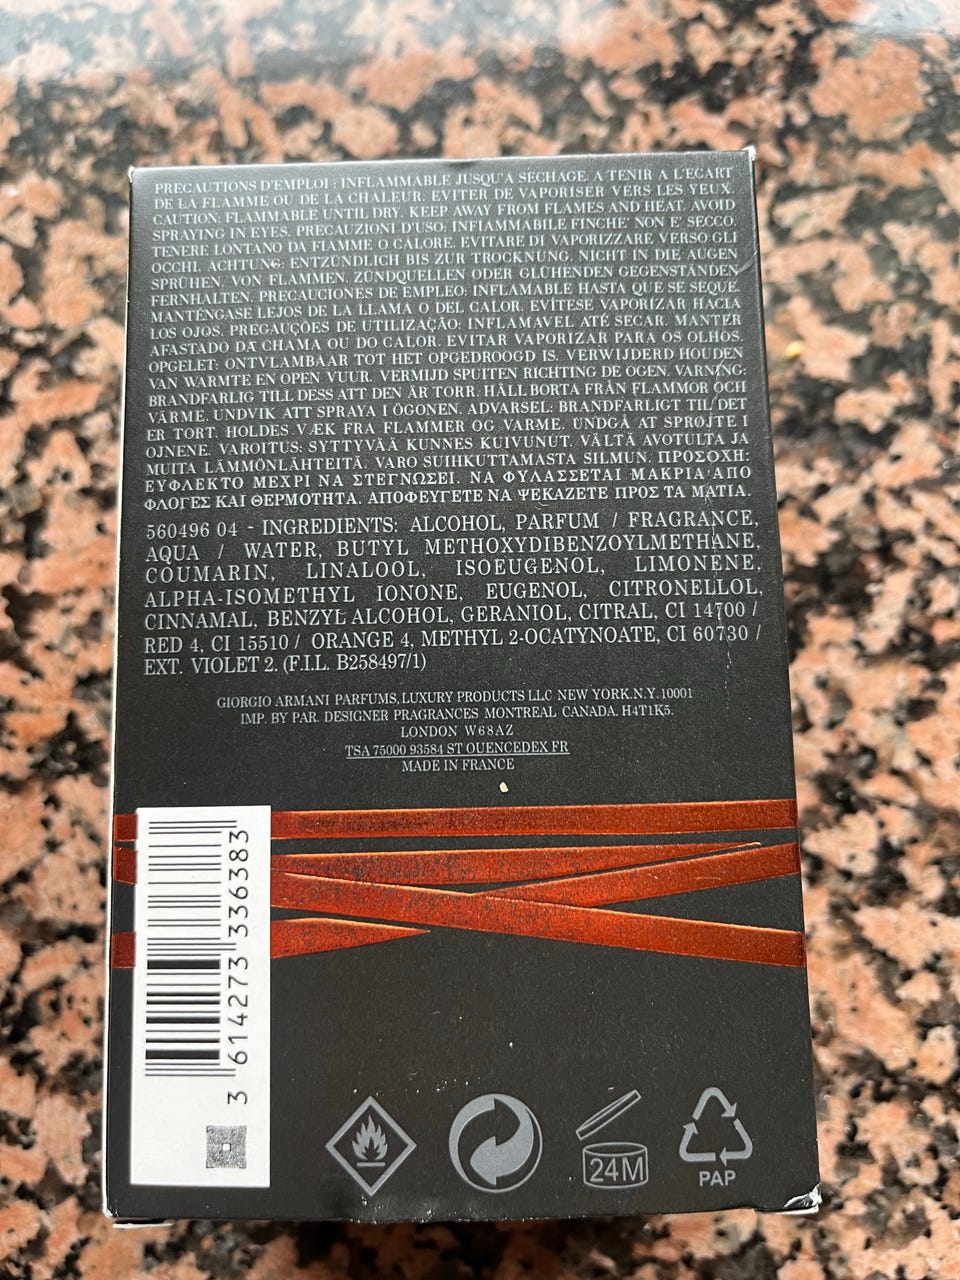 PRECAUTIONS D'EMPLOI : INFLAMMABLE JUSQU'A SECHAGE. A TENIR A L'ECART
DE LA FLAMME OU DE LA CHALEUR. EVITER DE VAPORISER VERS LES YEUX.
CAUTION: FLAMMABLE UNTIL DRY. KEEP AWAY FROM FLAMES AND HEAT. AVOID
SPRAYING IN EYES. PRECAUZIONI D'USO: INFIAMMABILE FINCHE' NON E' SECCO
TENERE LONTANO DA FIAMME O CALORE. EVITARE DI VAPORIZZARE VERSO GLI
OCCHI. ACHTUNG: ENTZÜNDLICH BIS ZUR TROCKNUNG. NICHT IN DIE AUGEN
SPRÜHEN. VON FLAMMEN, ZÜNDQUELLEN ODER GLÜHENDEN GEGENSTÄNDEN
FERNHALTEN. PRECAUCIONES DE EMPLEO: INFLAMABLE HASTA QUE SE SEQUE.
MANTÉNGASE LEJOS DE LA LLAMA O DEL CALOR. EVÍTESE VAPORIZAR HACIA
LOS OJOS. PREGAUÇÕES DE UTILIZAÇÃO: INFLAMAVEL ATÉ SECAR. MANTER
AFASTADO DA CHAMA OU DO CALOR. EVITAR VAPORIZAR PARA OS OLHOS.
OPGELET: ONTVLAMBAAR TOT HET OPGEDROOGD IS. VERWIJDERD HOUDEN
VAN WARMTE EN OPEN VUUR. VERMIJD SPUITEN RICHTING DE OGEN. VARNING:
BRANDFARLIG TILL DESS ATT DEN ÄR TORR. HÅLL BORTA FRÅN FLAMMOR OCH
VÄRME. UNDVIK ATT SPRAYA I ÖGONEN. ADVARSEL: BRANDFARLIGT TIL DET
ER TORT. HOLDES VÆK FRA FLAMMER OG VARME. UNDGÅ AT SPRØJTE I
OJNENE. VAROITUS: SYTTYVÄÄ KUNNES KUIVUNUT. VÄLTÄ AVOTULTA JA
MUITA LÄMMÖNLÄHTEITÄ. VARO SUIHKUTTAMASTA SILMUN. ΠΡΟΣΟΧΗ:
ΕΥΦΛΕΚΤΟ ΜΕΧΡΙ ΝΑ ΣΤΕΓΝΩΣΕΙ. ΝΑ ΦΥΛΑΣΣΕΤΑΙ ΜΑΚΡΙΑ ΑΠΟ
ΦΛΟΓΕΣ ΚΑΙ ΘΕΡΜΟΤΗΤΑ. ΑΠΟΦΕΥΓΕΤΕ ΝΑ ΨΕΚΑΖΕΤΕ ΠΡΟΣ ΤΑ ΜΑΤΙΑ.
560496 04 - INGREDIENTS: ALCOHOL, PARFUM / FRAGRANCE,
AQUA / WATER, BUTYL METHOXYDIBENZOYLMETHANE,
COUMARIN, LINALOOL, ISOEUGENOL, LIMONENE,
ALPHA-ISOMETHYL IONONE, EUGENOL, CITRONELLOL,
CINNAMAL, BENZYL ALCOHOL, GERANIOL, CITRAL, CI 14700 /
RED 4, CI 15510 / ORANGE 4, METHYL 2-OCATYNOATE, CI 60730 /
EXT. VIOLET 2. (F.I.L. B258497/1)
GIORGIO ARMANI PARFUMS, LUXURY PRODUCTS LLC NEW YORK.N.Y. 10001
IMP. BY PAR. DESIGNER FRAGRANCES MONTREAL CANADA. H4T1K5.
LONDON W68AZ
TSA 75000 93584 ST OUENCEDEX FR
MADE IN FRANCE
3 614273 336383
24M
PAP